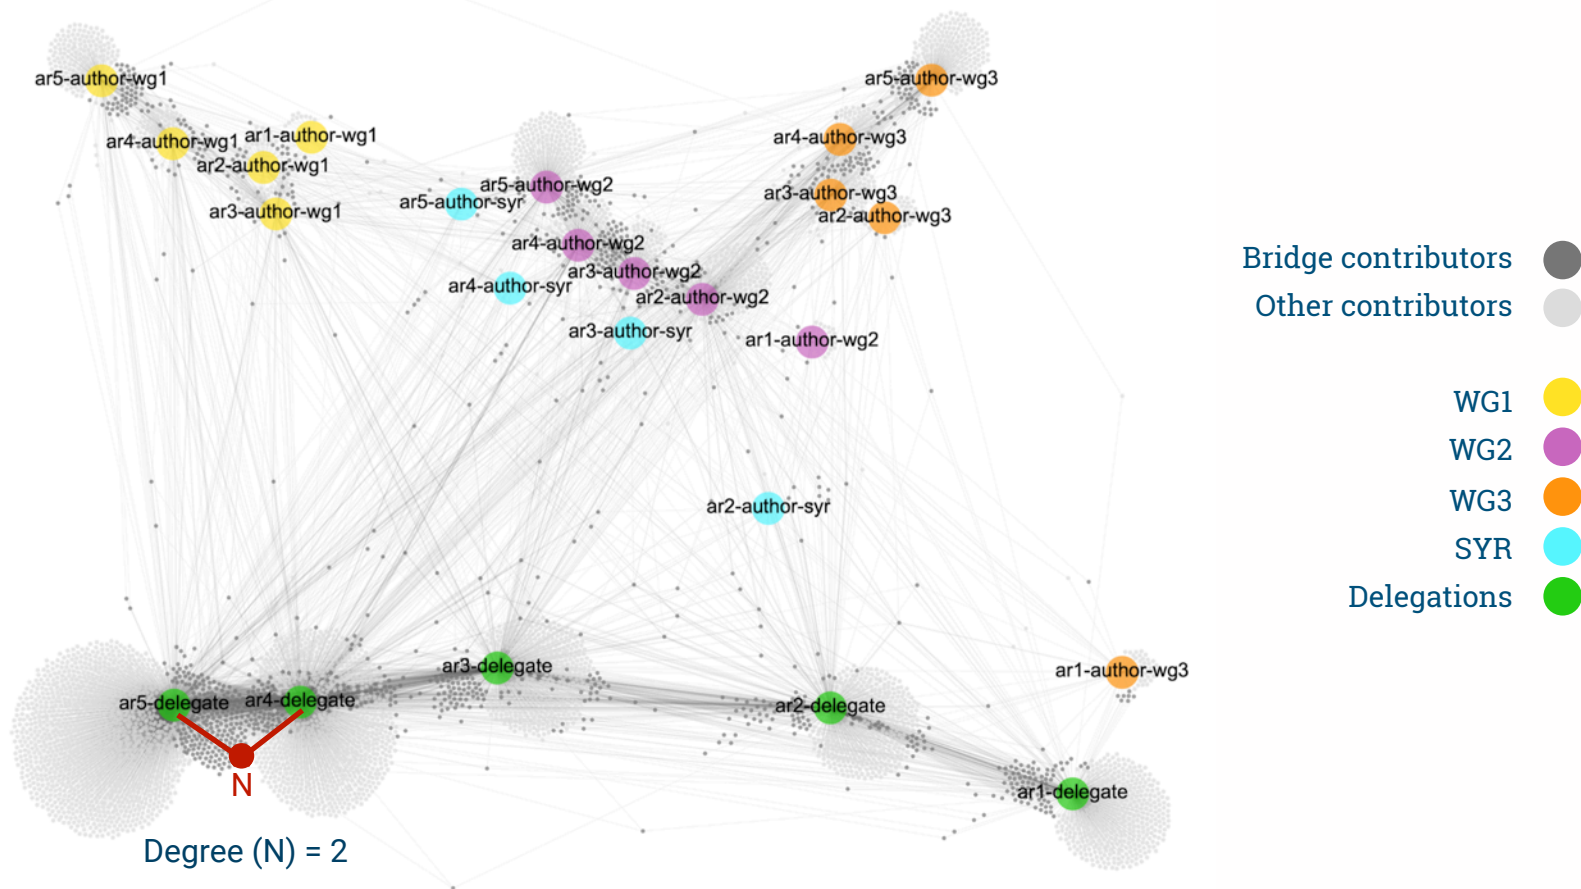 ar5-author-wg1
ar5-author-wg3
ar4-author-wg1
ar1-author-wg1
ar4-author-wg3
ar2-author-wg1
ar5-author-wg2
ar3-author-wg3
ar5-author-syr
ar3-author-wg1
ar2-author-wg3
ar4-author-wg2
ar3-author-wg2
ar4-author-syr
ar2-author-wg2
ar3-author-syr
ar1-author-wg2
ar2-author-syr
ar3-delegate
ar1-author-wg3
ar5-delegate
ar4-delegate
ar2-delegate
ar1-delegate
N
Degree (N) = 2
Bridge contributors
Other contributors
WG1
WG2
WG3
SYR
Delegations